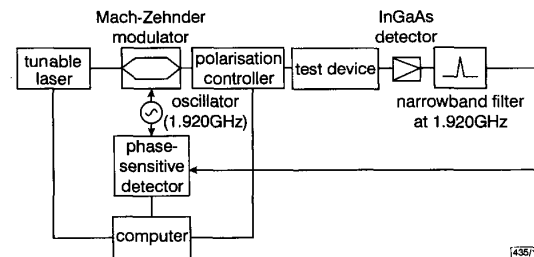 Mach-Zehnder
modulator
InGaAs
detector
tunable
laser
polarisation
controller
test device
oscillator
(1.920GHz)
narrowband filter
at 1.920GHz
phase-
sensitive
detector
computer